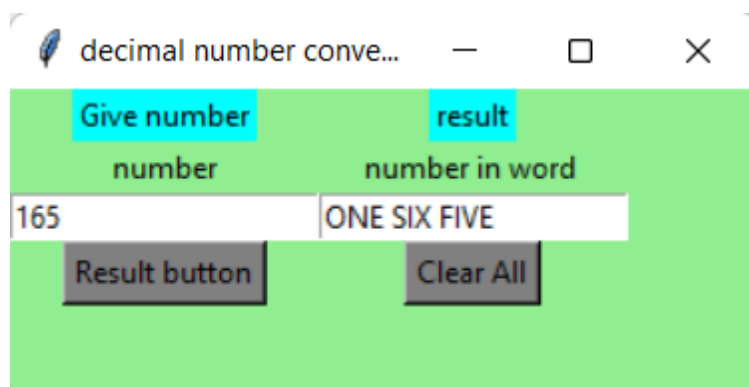 decimal number conve...
Give number result
number number in word
165 ONE SIX FIVE
Result button Clear All